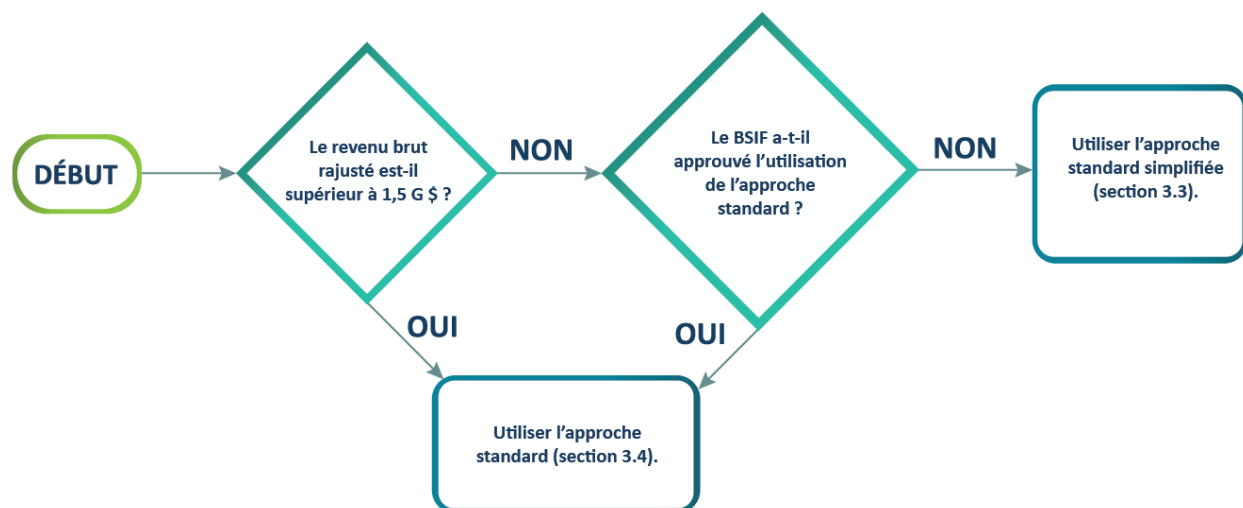 DÉBUT
Le revenu brut
rajusté est-il
supérieur à 1,5 G $ ?
NON
OUI
Le BSIF a-t-il
approuvé l’utilisation
de l’approche
standard ?
NON
OUI
Utiliser l’approche
standard simplifiée
(section 3.3).
Utiliser l’approche
standard (section 3.4).